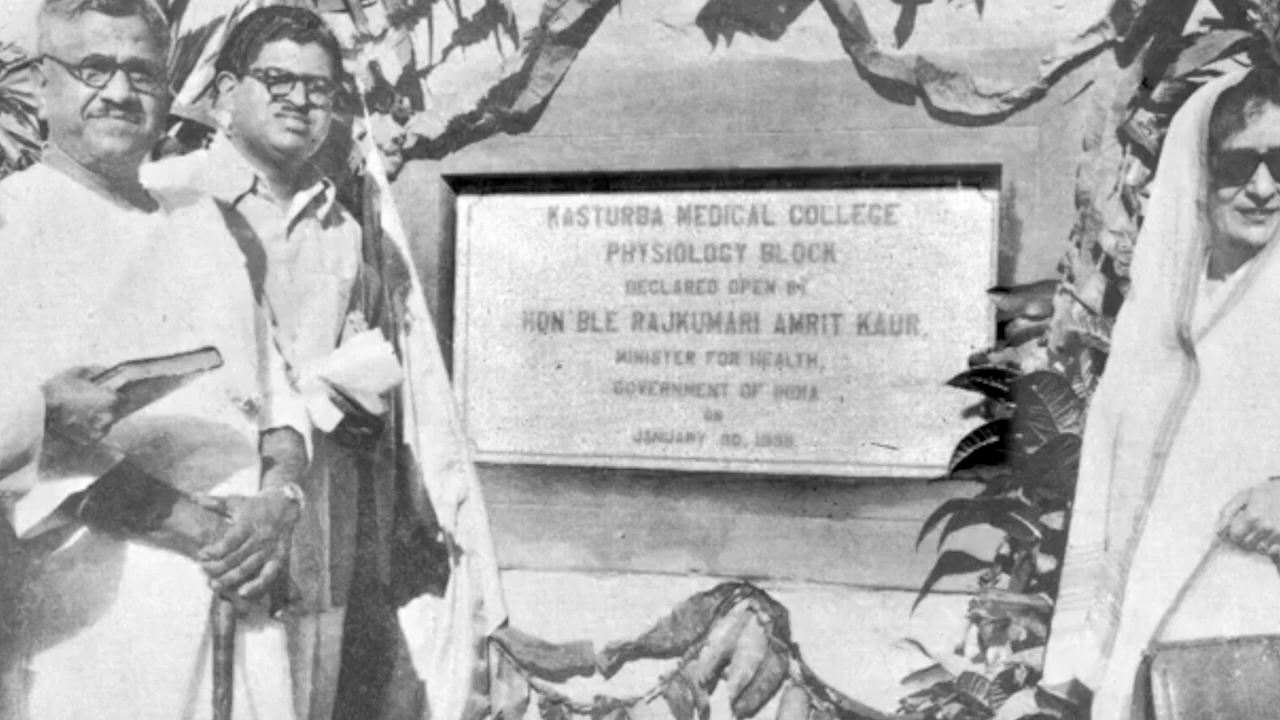 KASTURBA MEDICAL COLLEGE
PHYSIOLOGY BLOCK
DECLARED OPEN BY
HON'BLE RAJKUMARI AMRIT KAUR,
MINISTER FOR HEALTH,
GOVERNMENT OF INDIA
ON
JANUARY 30,